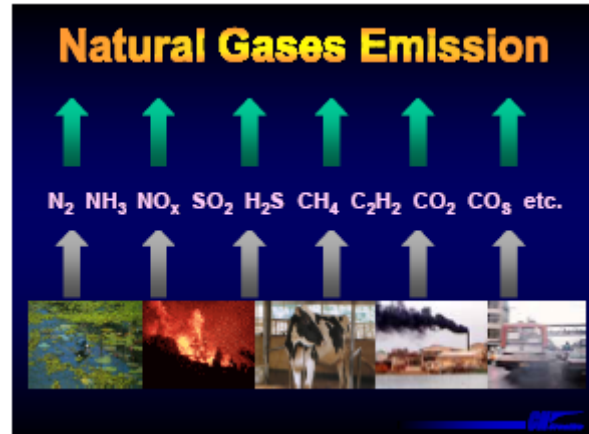 Natural Gases Emission
N₂ NH₃ NOₓ SO₂ H₂S CH₄ C₂H₂ CO₂ COₛ etc.